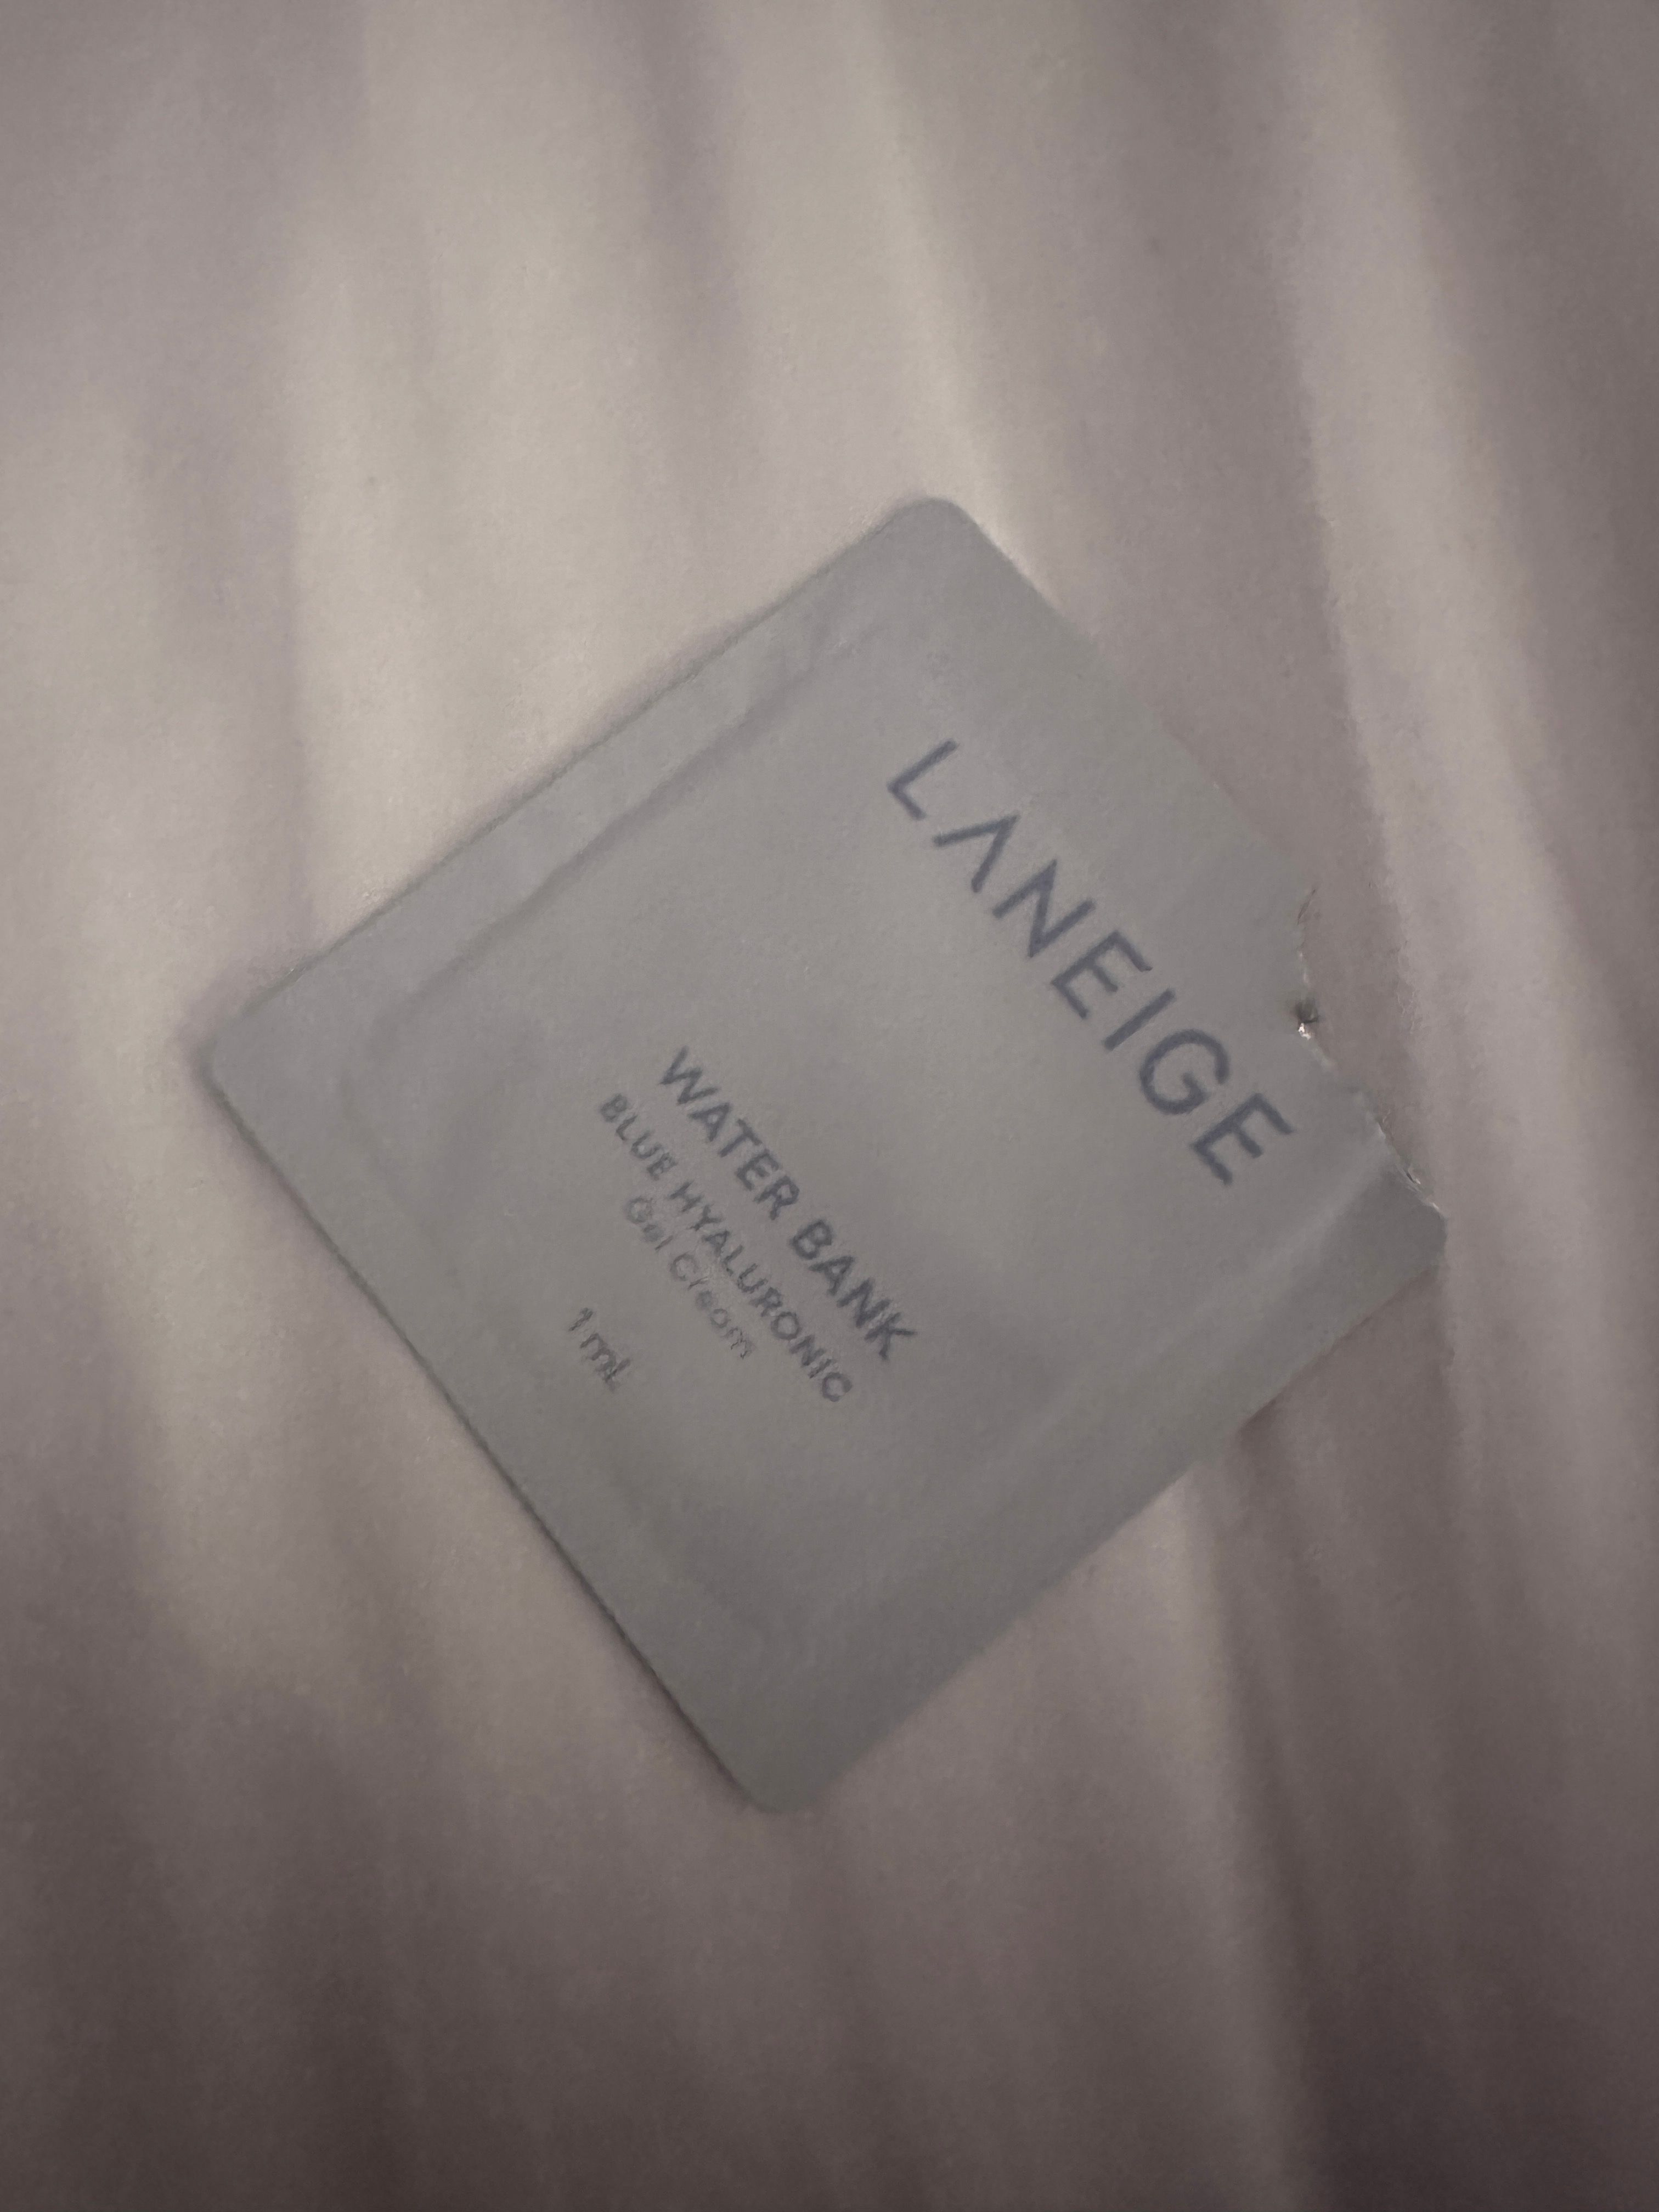 LANEIGE
WATER BANK
BLUE HYALURONIC
Gel Cream
1 mL